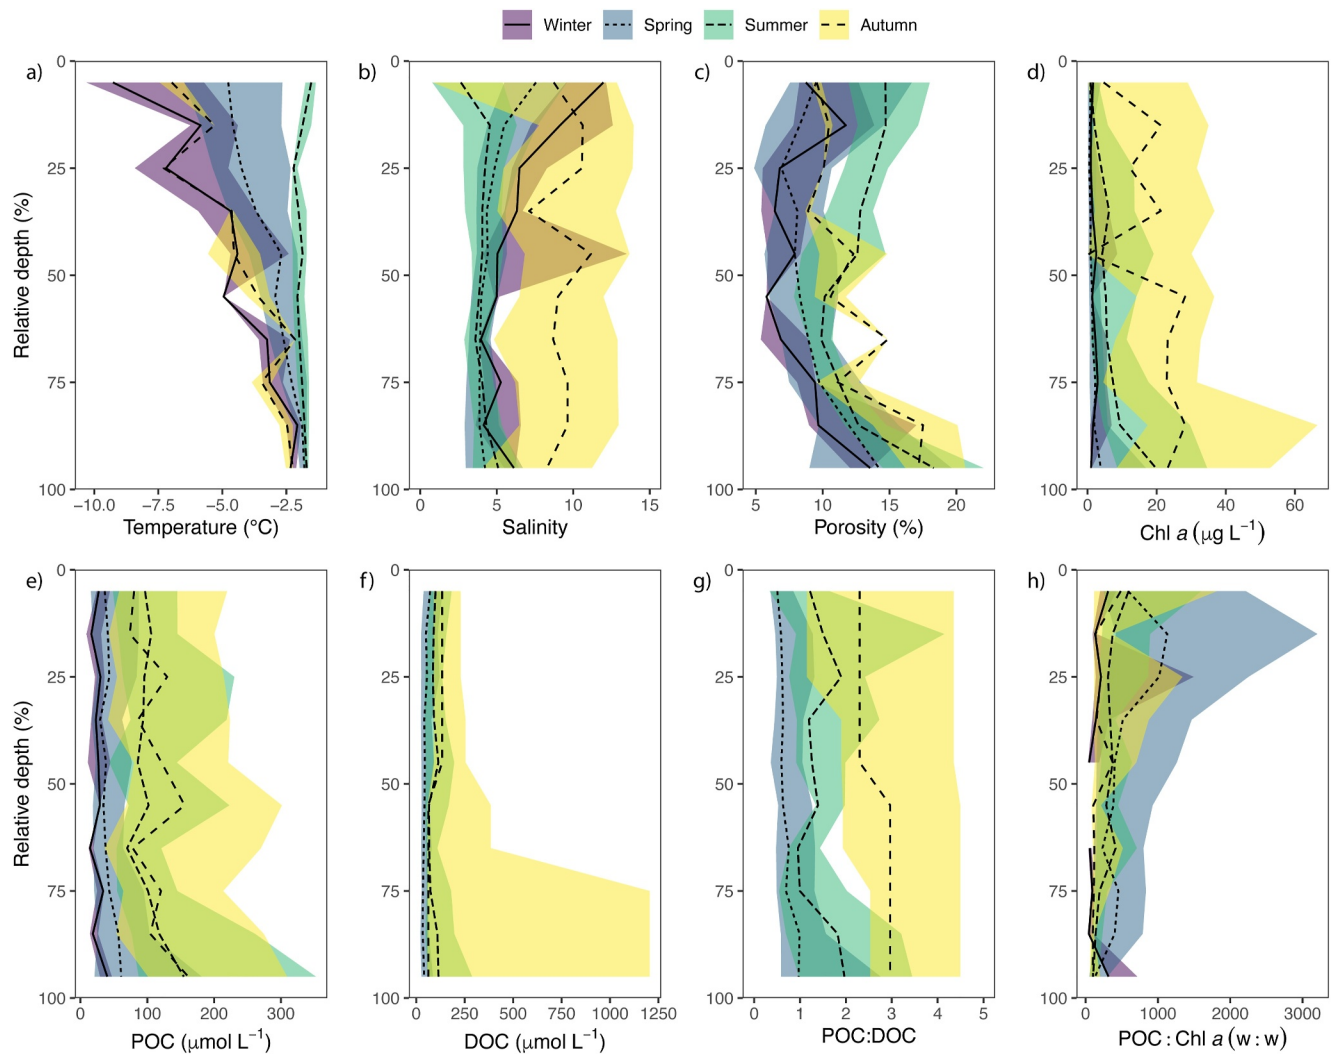 Winter Spring Summer Autumn
a) b) c) d)
0 0 0 0
25 25 25 25
50 50 50 50
75 75 75 75
100 100 100 100
Relative depth (%)
−10.0 −7.5 −5.0 −2.5
0 5 10 15
5 10 15 20
0 20 40 60
Temperature (°C)
Salinity
Porosity (%)
Chl a (μg L⁻¹)
e) f) g) h)
0 0 0 0
25 25 25 25
50 50 50 50
75 75 75 75
100 100 100 100
Relative depth (%)
0 100 200 300
0 250 500 750 1000 1250
0 1 2 3 4 5
0 1000 2000 3000
POC (μmol L⁻¹)
DOC (μmol L⁻¹)
POC:DOC
POC : Chl a (w : w)